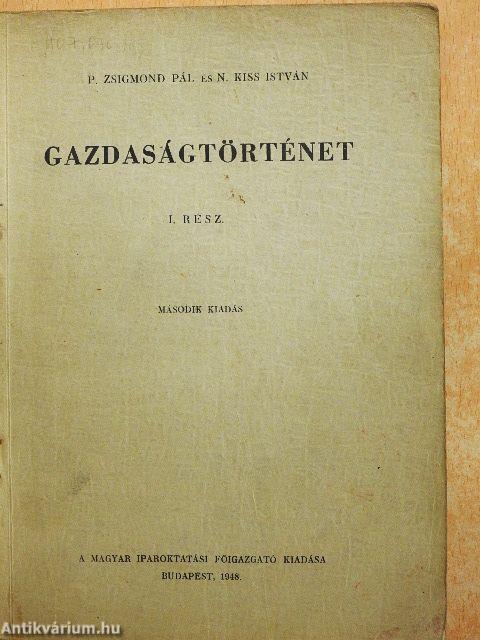 P. ZSIGMOND PÁL ÉS N. KISS ISTVÁN
GAZDASÁGTÖRTÉNET
I. RÉSZ.
MÁSODIK KIADÁS
A MAGYAR IPAROKTATÁSI FŐIGAZGATÓ KIADÁSA
BUDAPEST, 1948.
Antikvárium.hu